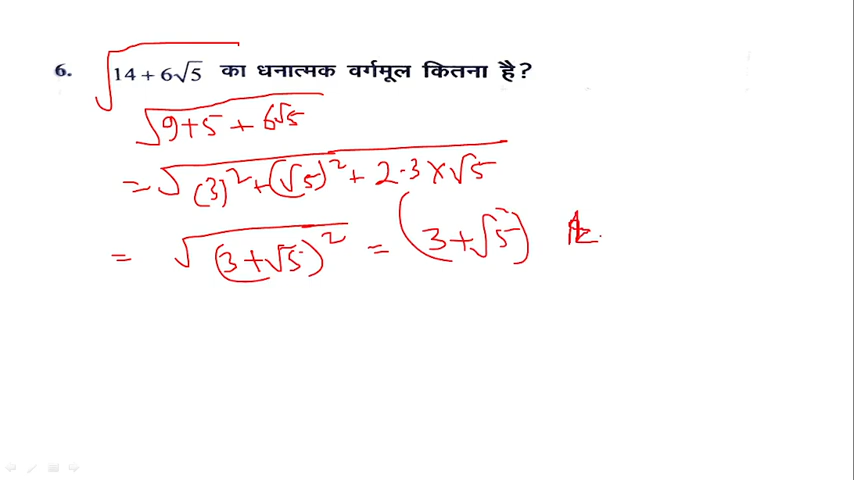 6. √14 + 6√5 का धनात्मक वर्गमूल कितना है?
√9+5 + 6√5
= √(3)² + (√5)² + 2·3×√5
= √(3+√5)² = (3+√5)